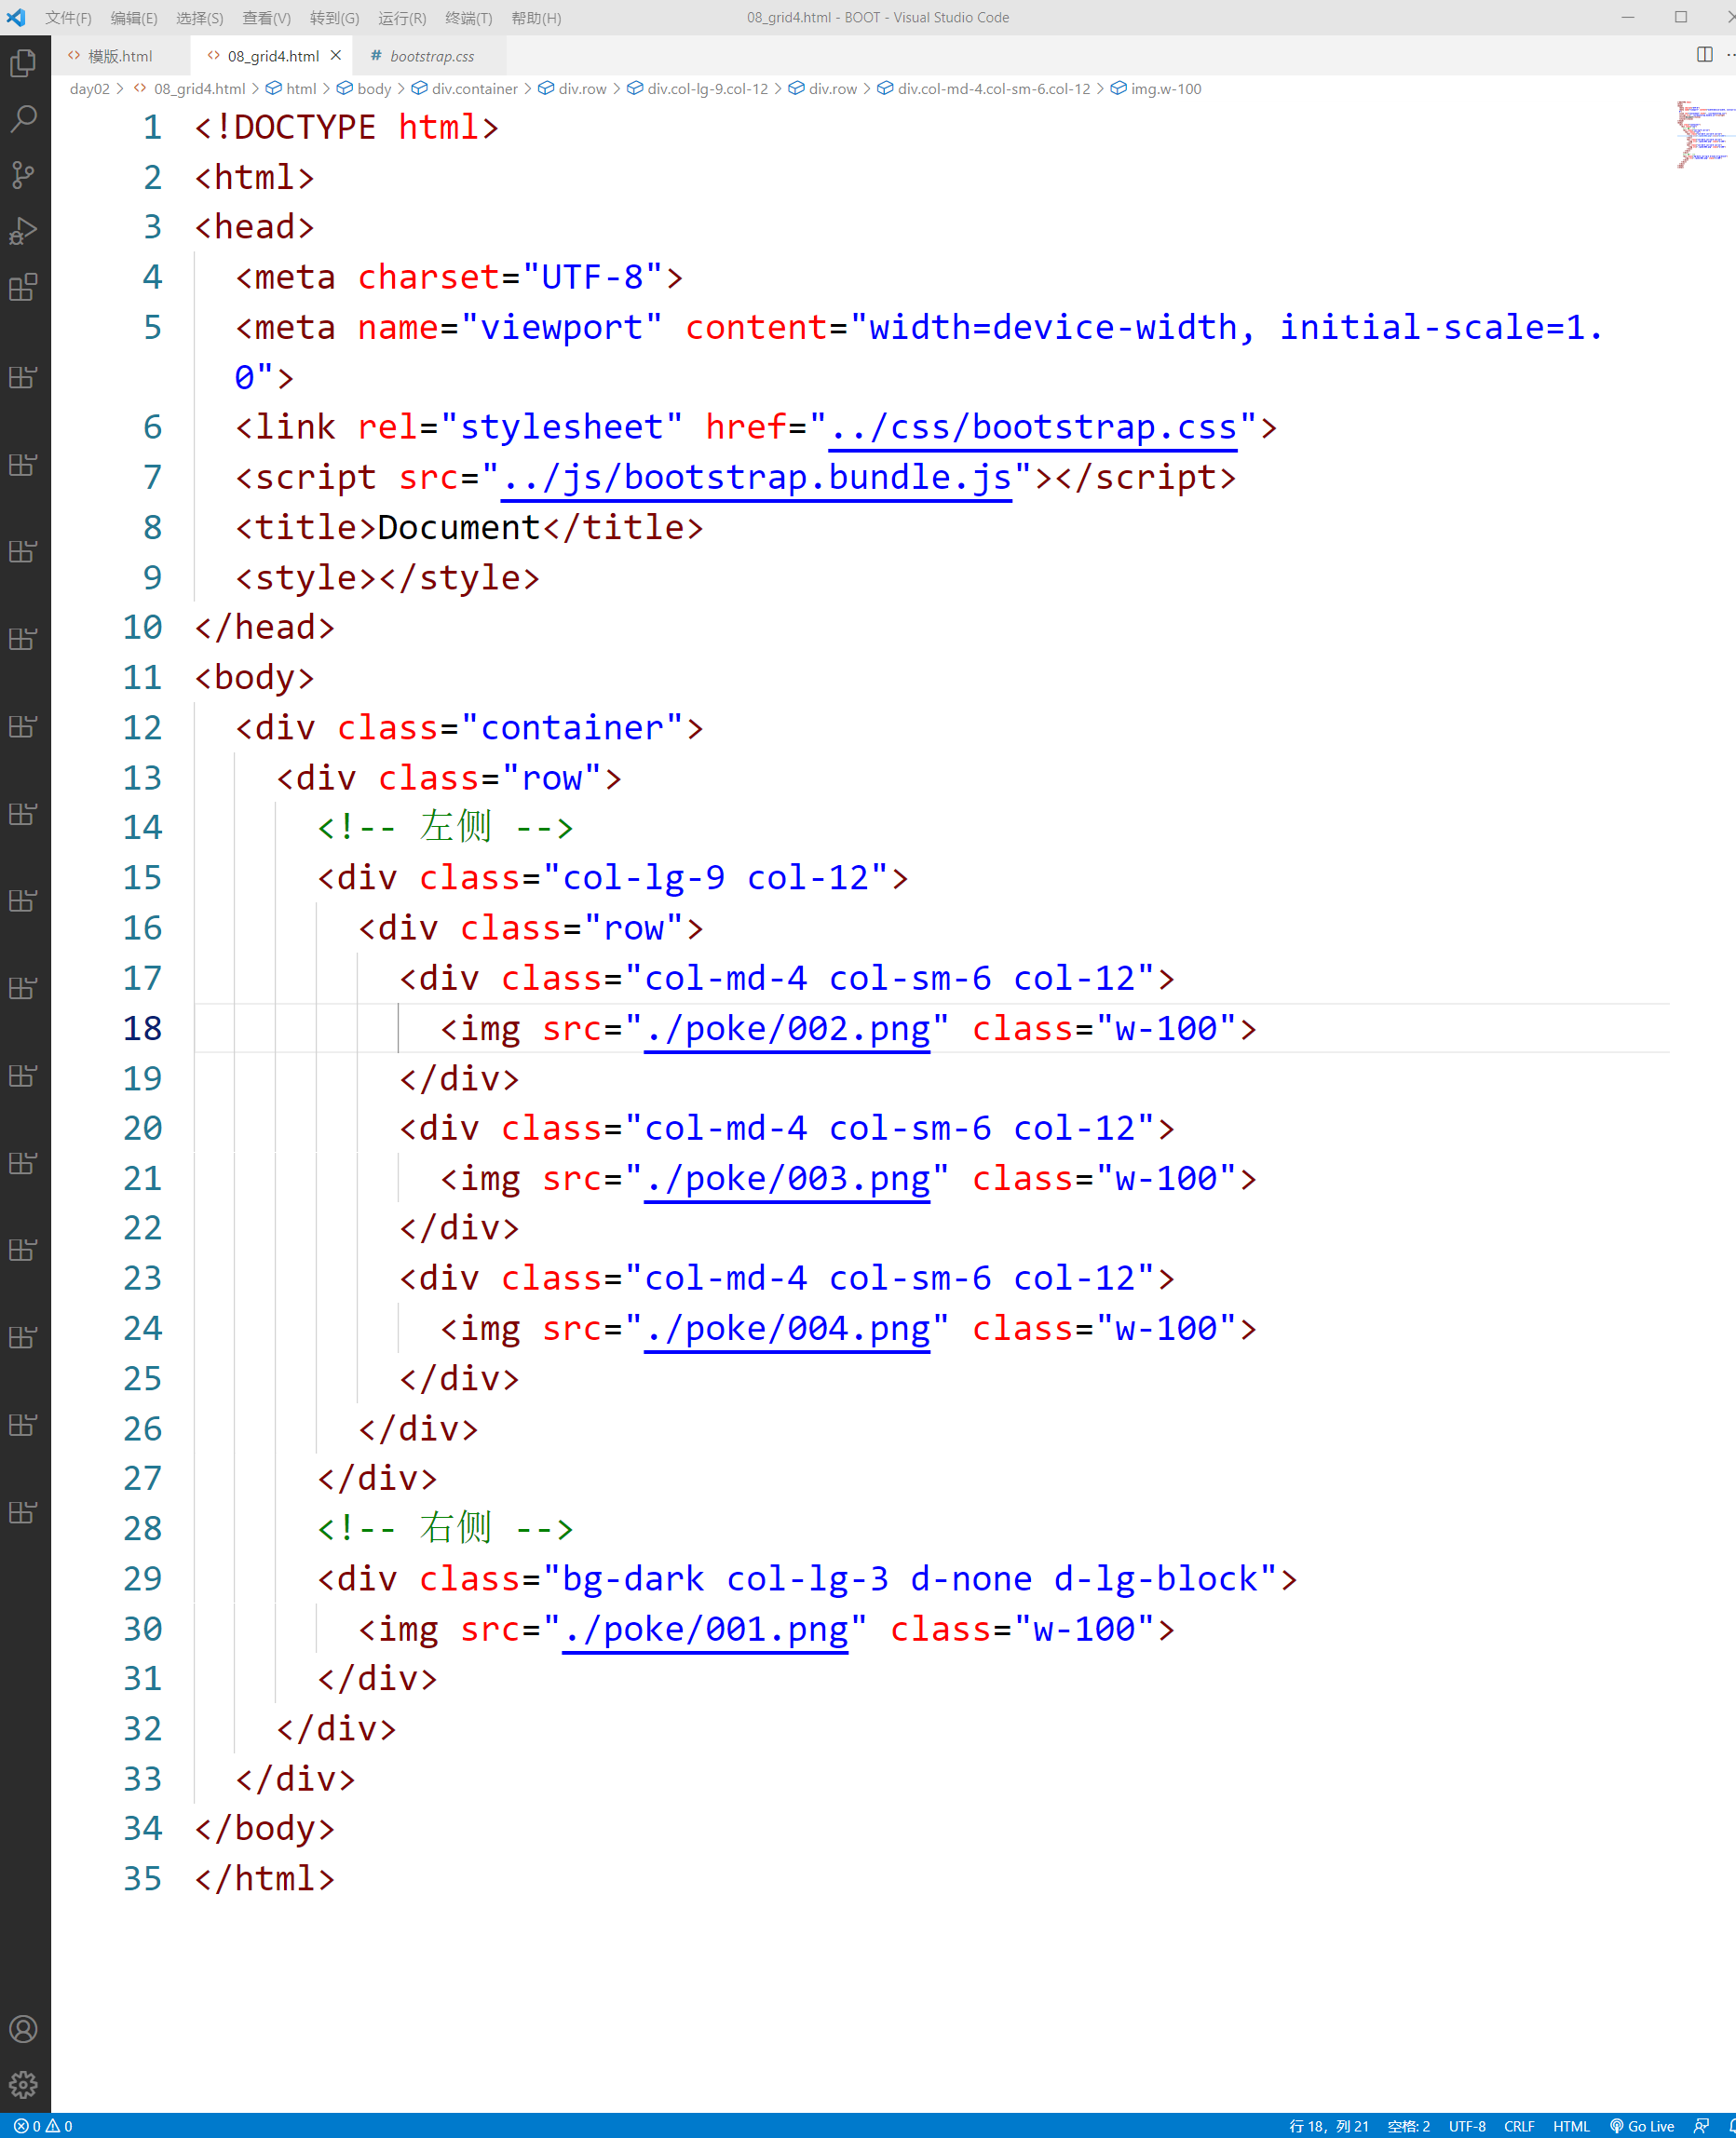 文件(F) 编辑(E) 选择(S) 查看(V) 转到(G) 运行(R) 终端(T) 帮助(H) 08_grid4.html - BOOT - Visual Studio Code
模版.html 08_grid4.html # bootstrap.css
day02 > 08_grid4.html > html > body > div.container > div.row > div.col-lg-9.col-12 > div.row > div.col-md-4.col-sm-6.col-12 > img.w-100
1 <!DOCTYPE html>
2 <html>
3 <head>
4 <meta charset="UTF-8">
5 <meta name="viewport" content="width=device-width, initial-scale=1.
0">
6 <link rel="stylesheet" href="../css/bootstrap.css">
7 <script src="../js/bootstrap.bundle.js"></script>
8 <title>Document</title>
9 <style></style>
10 </head>
11 <body>
12 <div class="container">
13 <div class="row">
14 <!-- 左侧 -->
15 <div class="col-lg-9 col-12">
16 <div class="row">
17 <div class="col-md-4 col-sm-6 col-12">
18 <img src="./poke/002.png" class="w-100">
19 </div>
20 <div class="col-md-4 col-sm-6 col-12">
21 <img src="./poke/003.png" class="w-100">
22 </div>
23 <div class="col-md-4 col-sm-6 col-12">
24 <img src="./poke/004.png" class="w-100">
25 </div>
26 </div>
27 </div>
28 <!-- 右侧 -->
29 <div class="bg-dark col-lg-3 d-none d-lg-block">
30 <img src="./poke/001.png" class="w-100">
31 </div>
32 </div>
33 </div>
34 </body>
35 </html>
0 0 行 18，列 21 空格: 2 UTF-8 CRLF HTML Go Live